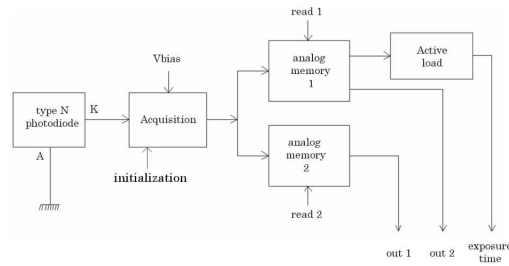 read 1
Vbias
analog
memory
1
Active
load
type N
photodiode
K
Acquisition
A
analog
memory
2
initialization
read 2
out 1
out 2
exposure
time